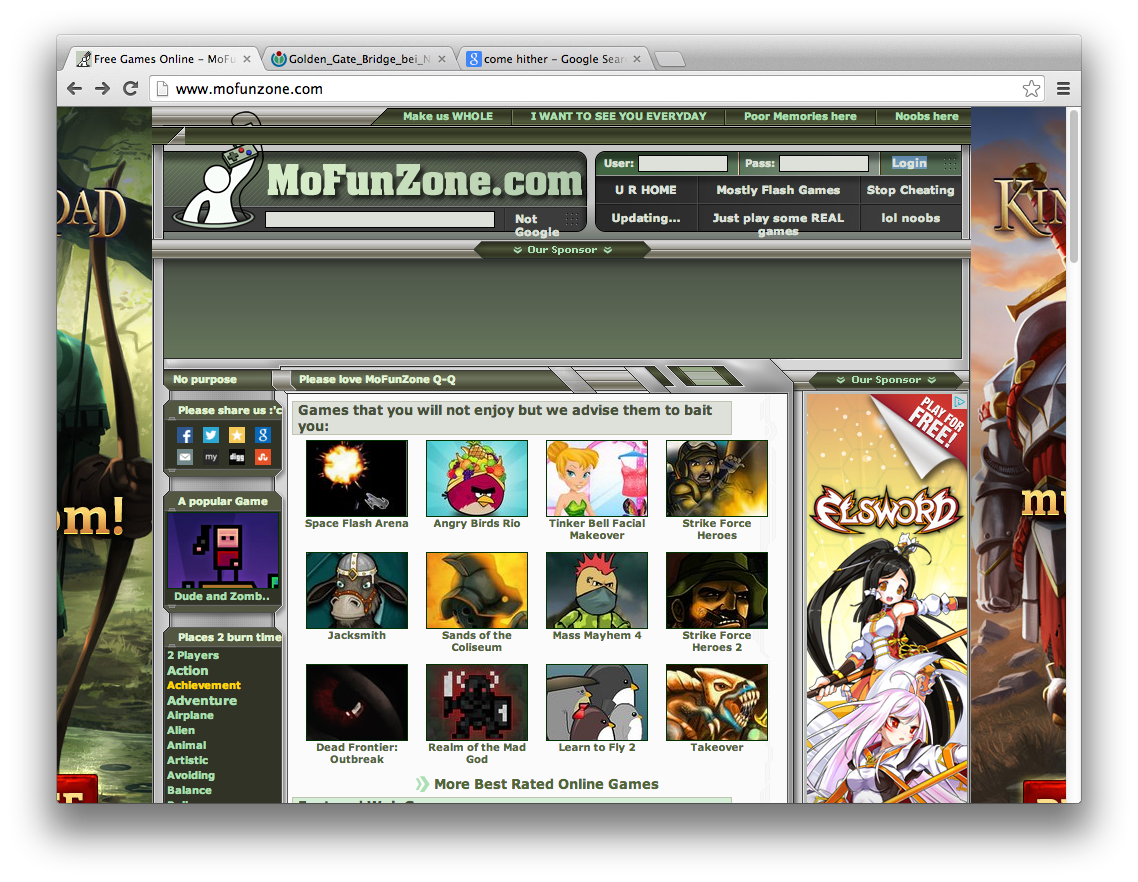 Free Games Online – MoFu
Golden_Gate_Bridge_bei_N
come hither – Google Sear
www.mofunzone.com
Make us WHOLE
I WANT TO SEE YOU EVERYDAY
Poor Memories here
Noobs here
MoFunZone.com
User:
Pass:
Login
U R HOME
Mostly Flash Games
Stop Cheating
Not
Google
Updating...
Just play some REAL
games
lol noobs
Our Sponsor
No purpose
Please love MoFunZone Q-Q
Our Sponsor
Please share us :'c
my
digg
A popular Game
Dude and Zomb..
Places 2 burn time
2 Players
Action
Achievement
Adventure
Airplane
Alien
Animal
Artistic
Avoiding
Balance
Games that you will not enjoy but we advise them to bait
you:
Space Flash Arena
Angry Birds Rio
Tinker Bell Facial
Makeover
Strike Force
Heroes
Jacksmith
Sands of the
Coliseum
Mass Mayhem 4
Strike Force
Heroes 2
Dead Frontier:
Outbreak
Realm of the Mad
God
Learn to Fly 2
Takeover
More Best Rated Online Games
PLAY FOR
FREE!
ELSWORD
OAD
om!
KIN
mu